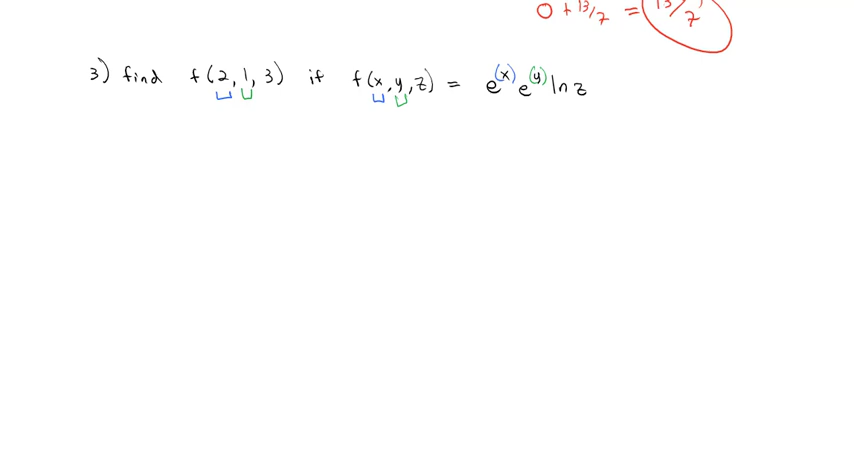 0 + 13/7 = 13/7
3) find f(2, 1, 3) if f(x, y, z) = e^(x) e^(y) ln z